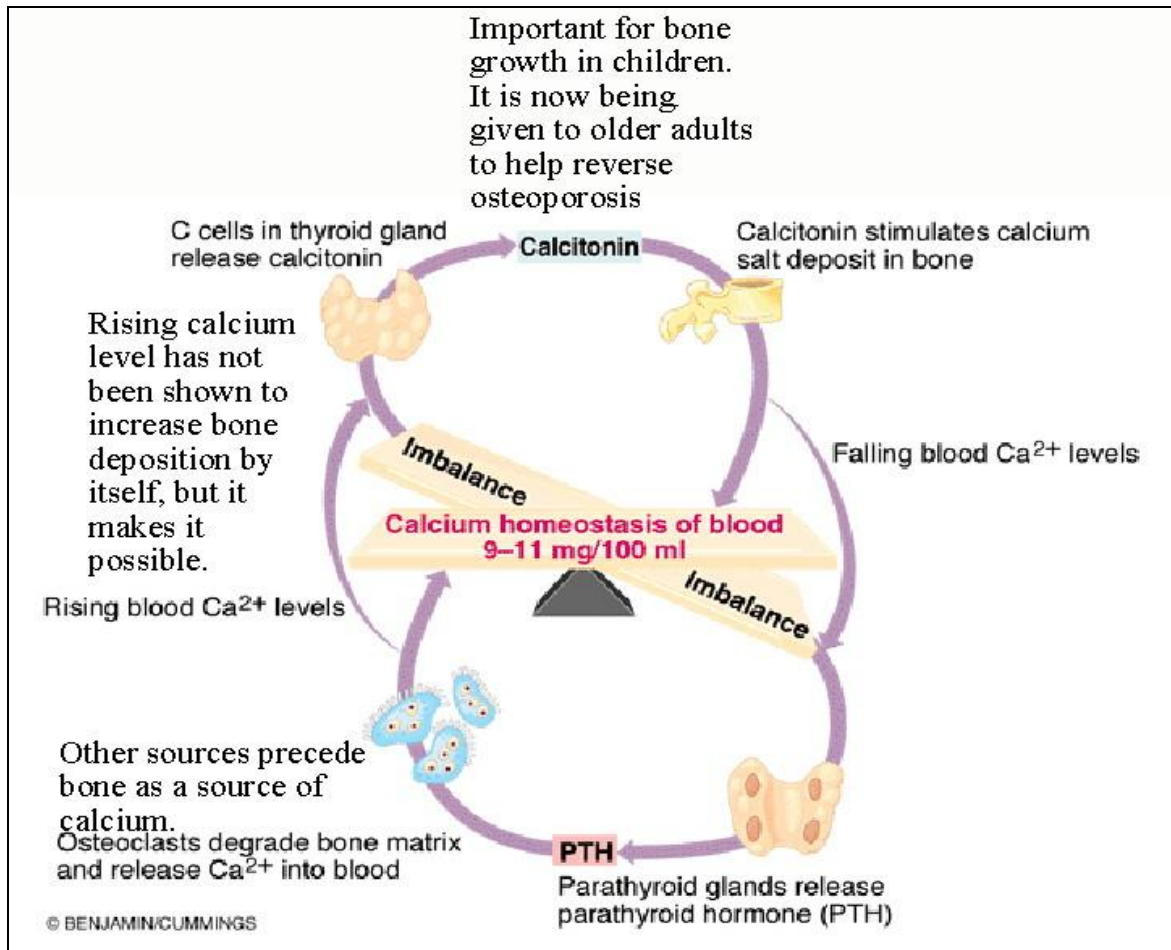 Important for bone
growth in children.
It is now being
given to older adults
to help reverse
osteoporosis
C cells in thyroid gland
release calcitonin
Calcitonin
Calcitonin stimulates calcium
salt deposit in bone
Rising calcium
level has not
been shown to
increase bone
deposition by
itself, but it
makes it
possible.
Imbalance
Falling blood Ca2+ levels
Calcium homeostasis of blood
9–11 mg/100 ml
Imbalance
Rising blood Ca2+ levels
Other sources precede
bone as a source of
calcium.
Osteoclasts degrade bone matrix
and release Ca2+ into blood
PTH
Parathyroid glands release
parathyroid hormone (PTH)
© BENJAMIN/CUMMINGS